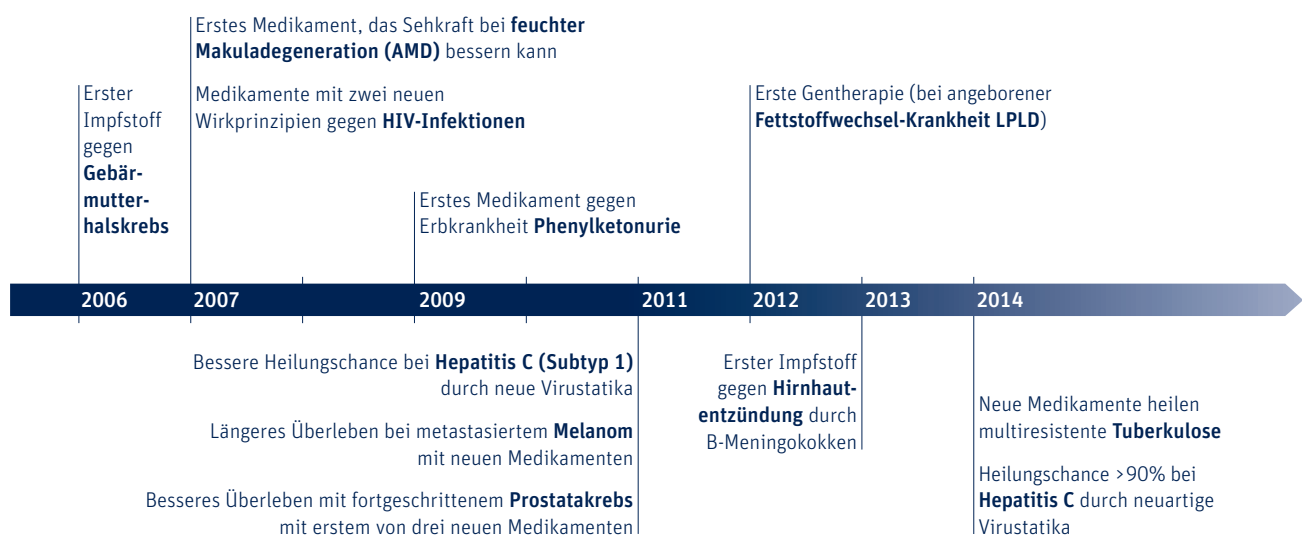 Erstes Medikament, das Sehkraft bei feuchter
Makuladegeneration (AMD) bessern kann
Erster
Impfstoff
gegen
Gebär-
mutter-
halskrebs
Medikamente mit zwei neuen
Wirkprinzipien gegen HIV-Infektionen
Erste Gentherapie (bei angeborener
Fettstoffwechsel-Krankheit LPLD)
Erstes Medikament gegen
Erbkrankheit Phenylketonurie
2006 2007 2009 2011 2012 2013 2014
Bessere Heilungschance bei Hepatitis C (Subtyp 1)
durch neue Virustatika
Längeres Überleben bei metastasiertem Melanom
mit neuen Medikamenten
Besseres Überleben mit fortgeschrittenem Prostatakrebs
mit erstem von drei neuen Medikamenten
Erster Impfstoff
gegen Hirnhaut-
entzündung durch
B-Meningokokken
Neue Medikamente heilen
multiresistente Tuberkulose
Heilungschance >90% bei
Hepatitis C durch neuartige
Virustatika